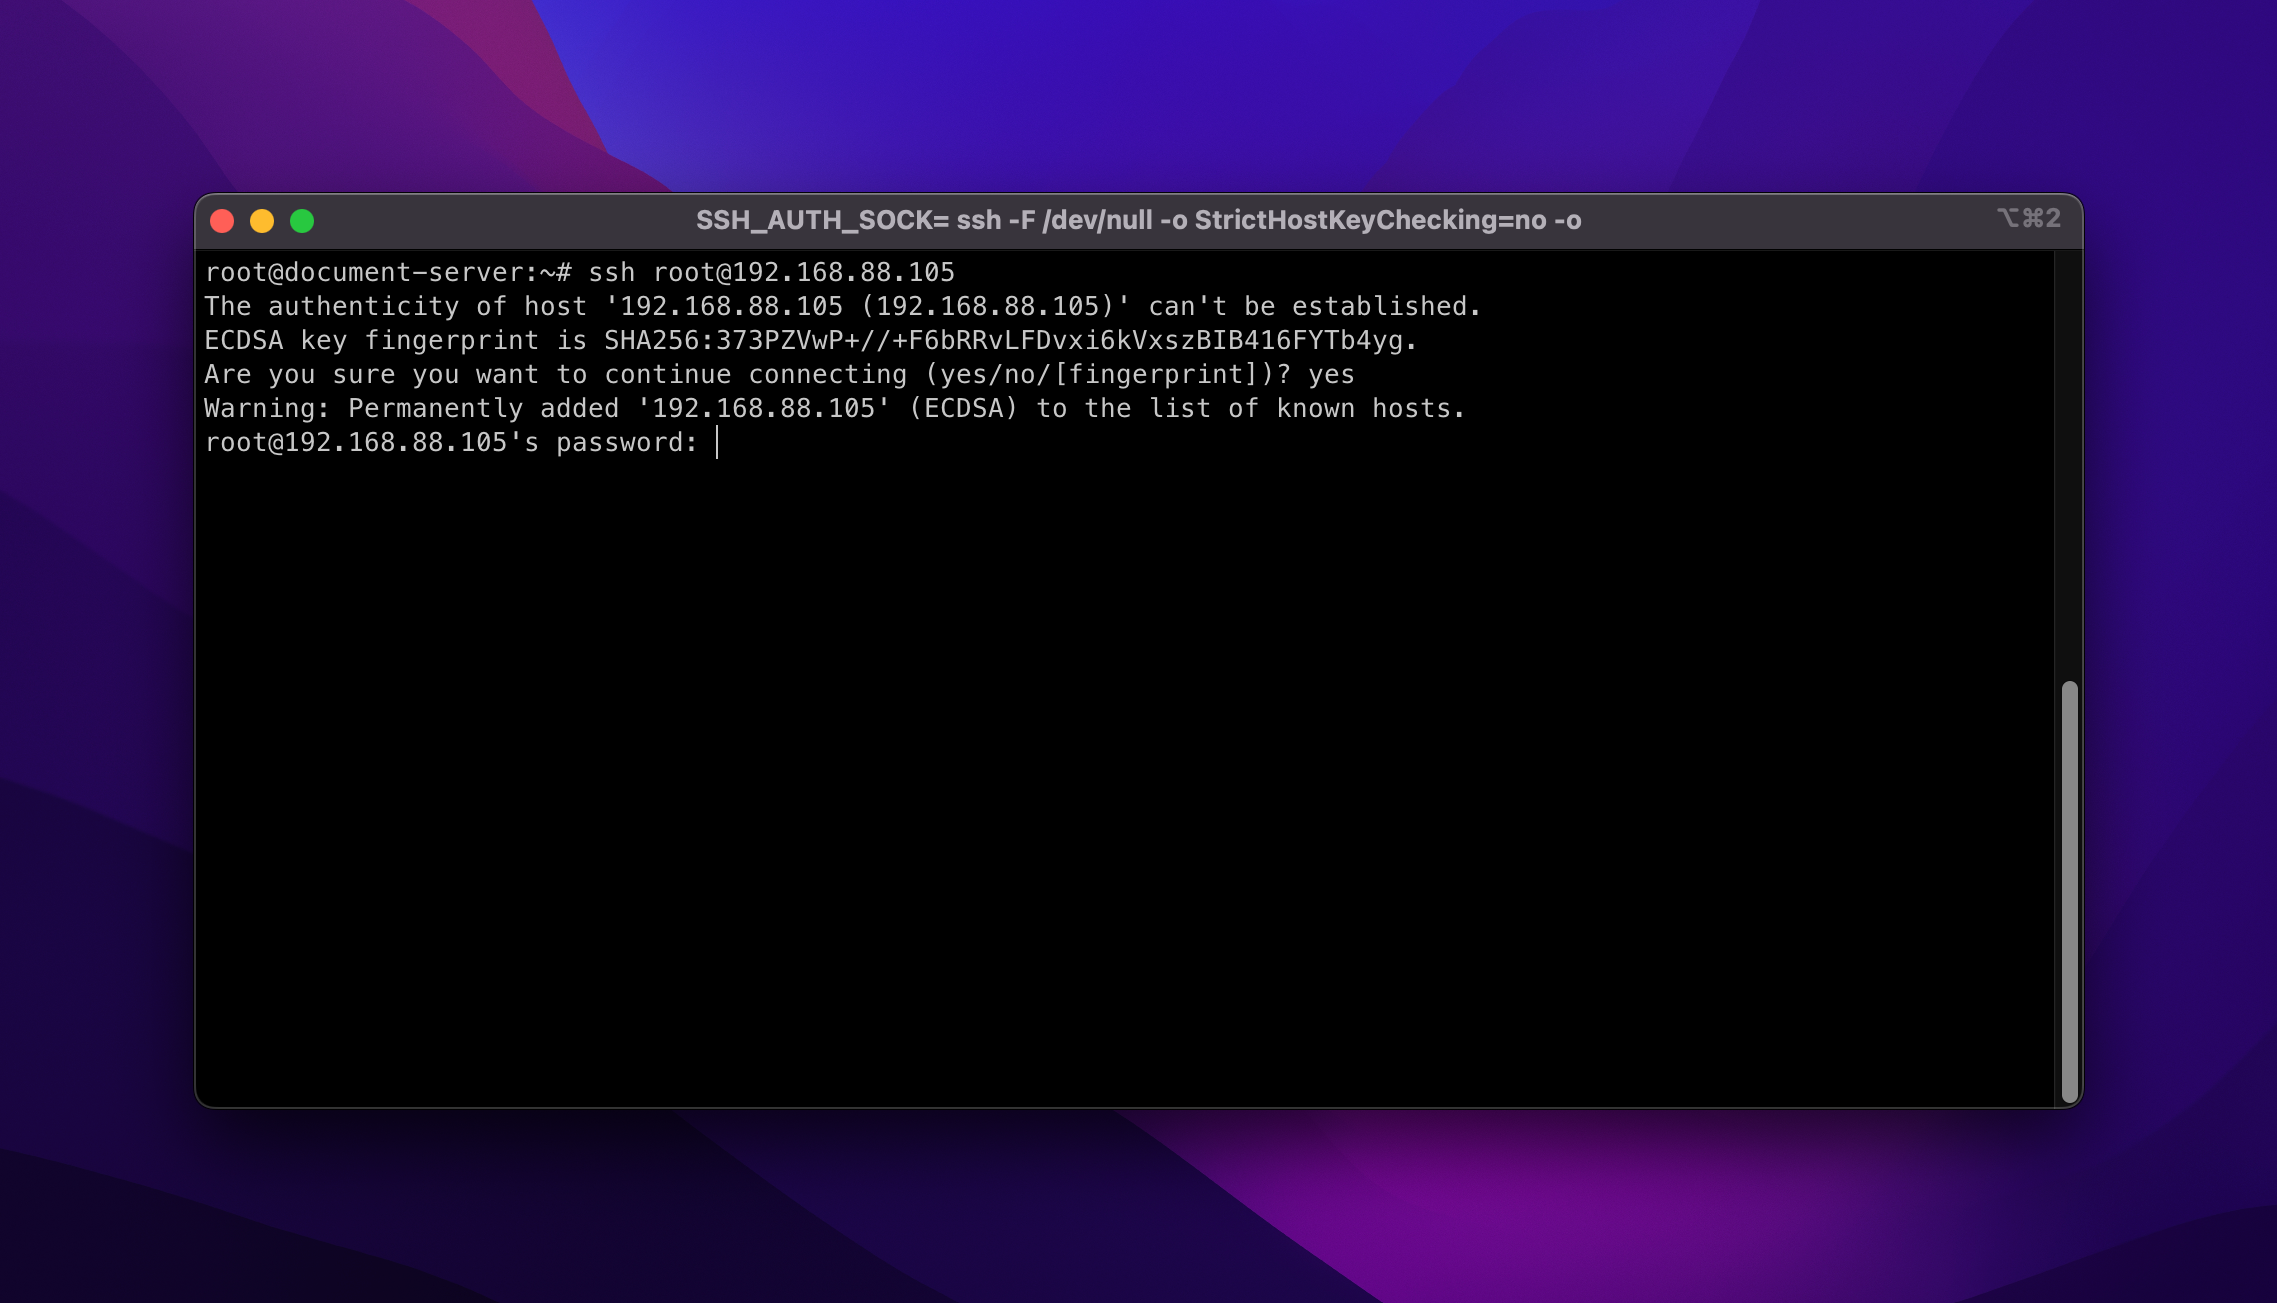 SSH_AUTH_SOCK= ssh -F /dev/null -o StrictHostKeyChecking=no -o
⌥⌘2
root@document-server:~# ssh root@192.168.88.105
The authenticity of host '192.168.88.105 (192.168.88.105)' can't be established.
ECDSA key fingerprint is SHA256:373PZVwP+//+F6bRRvLFDvxi6kVxszBIB416FYTb4yg.
Are you sure you want to continue connecting (yes/no/[fingerprint])? yes
Warning: Permanently added '192.168.88.105' (ECDSA) to the list of known hosts.
root@192.168.88.105's password: